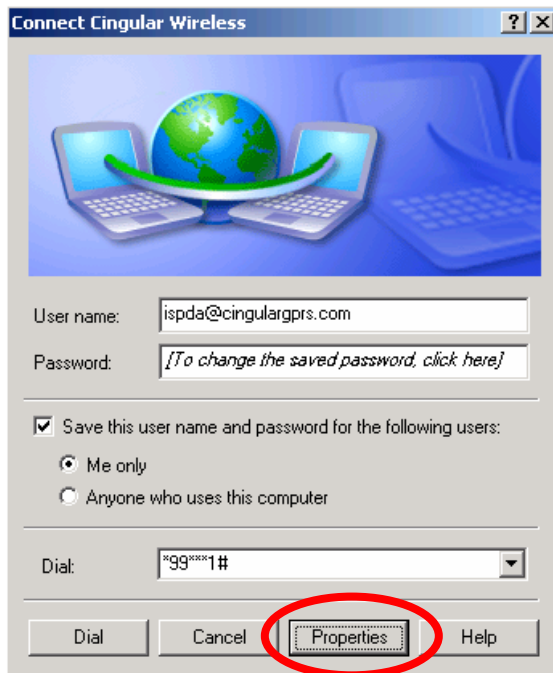 Connect Cingular Wireless
User name: ispda@cingulargprs.com
Password: [To change the saved password, click here]
Save this user name and password for the following users:
Me only
Anyone who uses this computer
Dial: *99***1#
Dial Cancel Properties Help